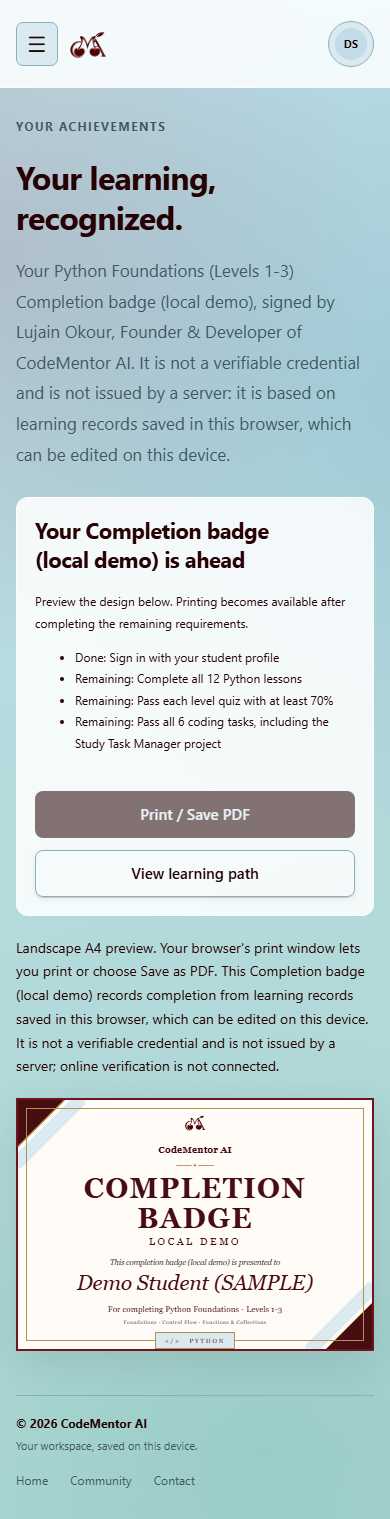 DS
YOUR ACHIEVEMENTS
Your learning,
recognized.
Your Python Foundations (Levels 1-3)
Completion badge (local demo), signed by
Lujain Okour, Founder & Developer of
CodeMentor AI. It is not a verifiable credential
and is not issued by a server: it is based on
learning records saved in this browser, which
can be edited on this device.
Your Completion badge
(local demo) is ahead
Preview the design below. Printing becomes available after
completing the remaining requirements.
• Done: Sign in with your student profile
• Remaining: Complete all 12 Python lessons
• Remaining: Pass each level quiz with at least 70%
• Remaining: Pass all 6 coding tasks, including the
Study Task Manager project
Print / Save PDF
View learning path
Landscape A4 preview. Your browser's print window lets
you print or choose Save as PDF. This Completion badge
(local demo) records completion from learning records
saved in this browser, which can be edited on this device.
It is not a verifiable credential and is not issued by a
server; online verification is not connected.
CodeMentor AI
COMPLETION
BADGE
LOCAL DEMO
This completion badge (local demo) is presented to
Demo Student (SAMPLE)
For completing Python Foundations · Levels 1-3
Foundations · Control Flow · Functions & Collections
</> PYTHON
© 2026 CodeMentor AI
Your workspace, saved on this device.
Home Community Contact